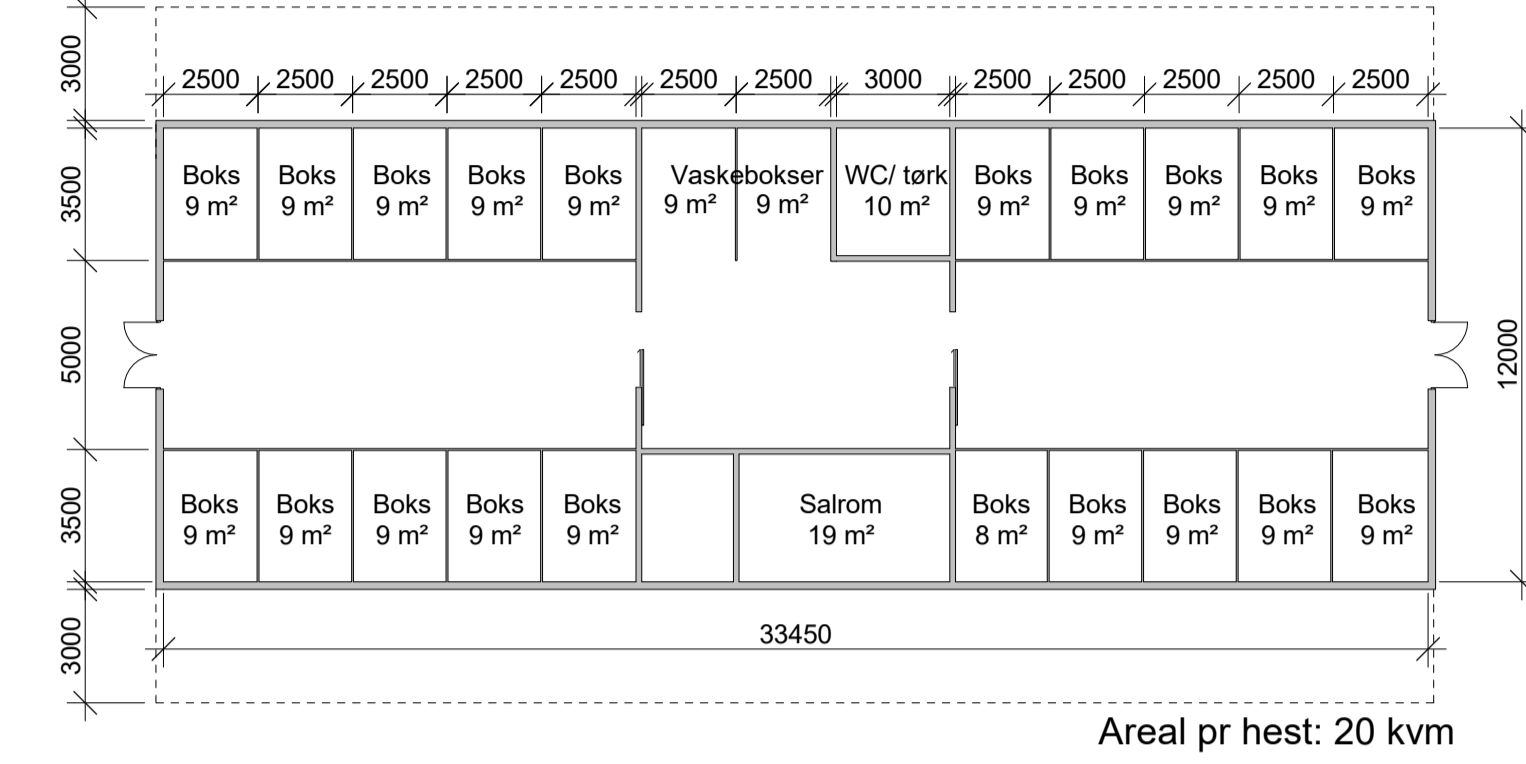 3000
2500 2500 2500 2500 2500 2500 2500 3000 2500 2500 2500 2500 2500
3500
Boks Boks Boks Boks Boks Vaskebokser WC/ tørk Boks Boks Boks Boks Boks
9 m² 9 m² 9 m² 9 m² 9 m² 9 m² 9 m² 10 m² 9 m² 9 m² 9 m² 9 m² 9 m²
5000
12000
3500
Boks Boks Boks Boks Boks Salrom Boks Boks Boks Boks Boks
9 m² 9 m² 9 m² 9 m² 9 m² 19 m² 8 m² 9 m² 9 m² 9 m² 9 m²
3000
33450
Areal pr hest: 20 kvm